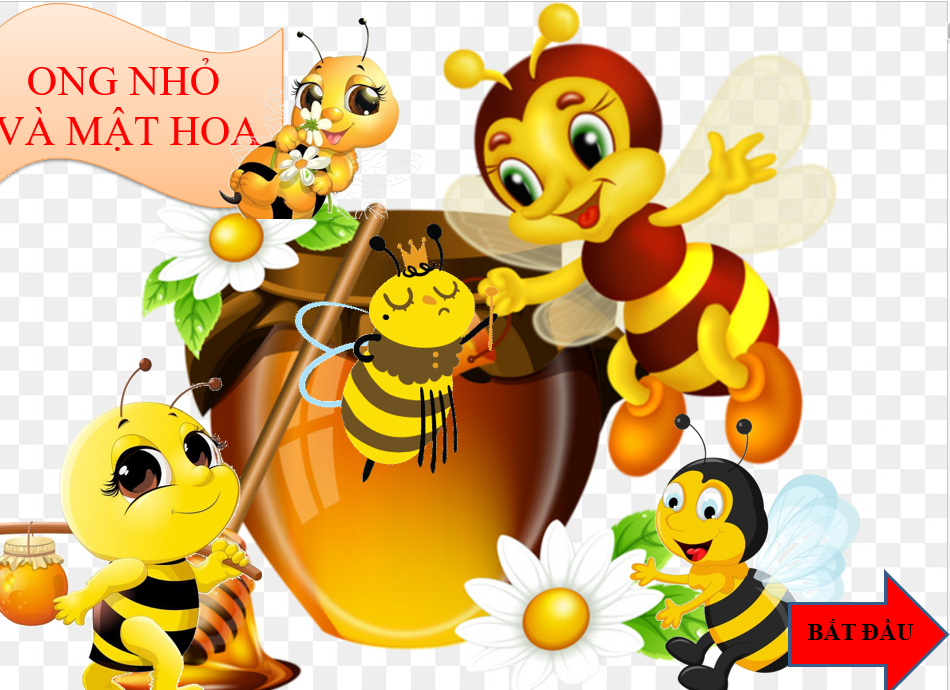 ONG NHỎ
VÀ MẬT HOA
BẮT ĐẦU